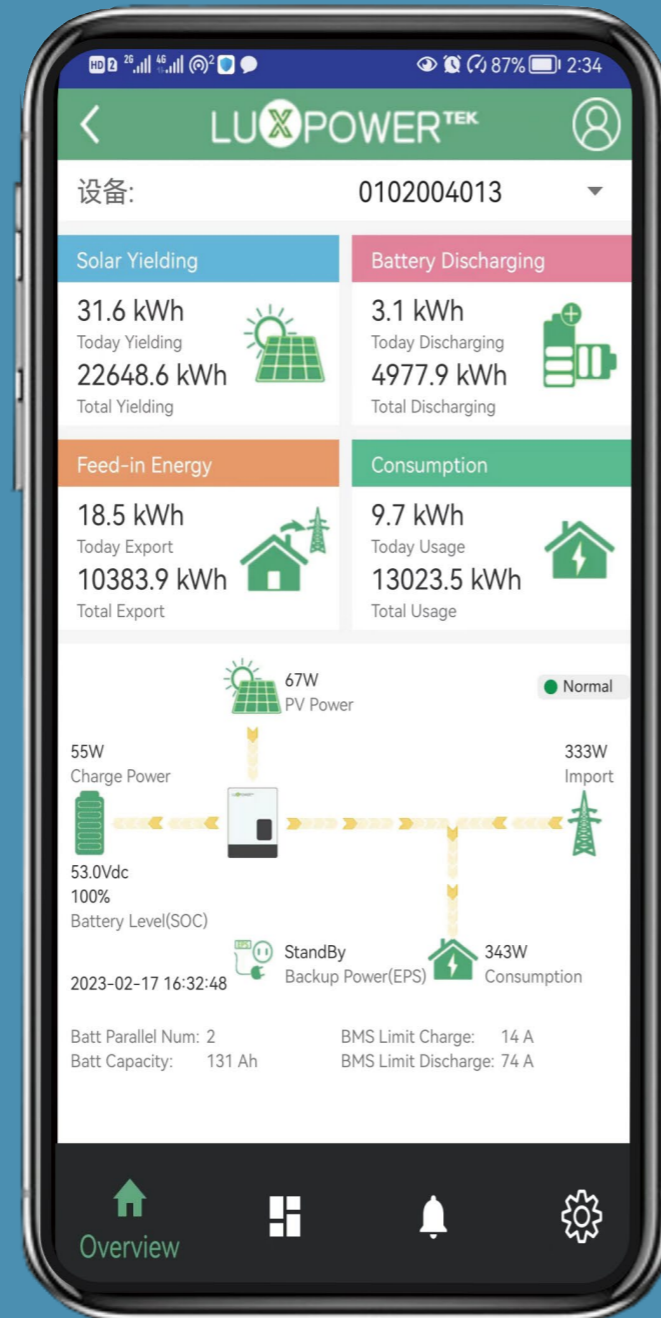 HD 2 2G 4G 2 87% 2:34
LUXPOWERTEK
设备: 0102004013
Solar Yielding
31.6 kWh
Today Yielding
22648.6 kWh
Total Yielding
Battery Discharging
3.1 kWh
Today Discharging
4977.9 kWh
Total Discharging
Feed-in Energy
18.5 kWh
Today Export
10383.9 kWh
Total Export
Consumption
9.7 kWh
Today Usage
13023.5 kWh
Total Usage
67W
PV Power
Normal
55W
Charge Power
333W
Import
53.0Vdc
100%
Battery Level(SOC)
EPS
StandBy
Backup Power(EPS)
343W
Consumption
2023-02-17 16:32:48
Batt Parallel Num: 2
BMS Limit Charge: 14 A
Batt Capacity: 131 Ah
BMS Limit Discharge: 74 A
Overview